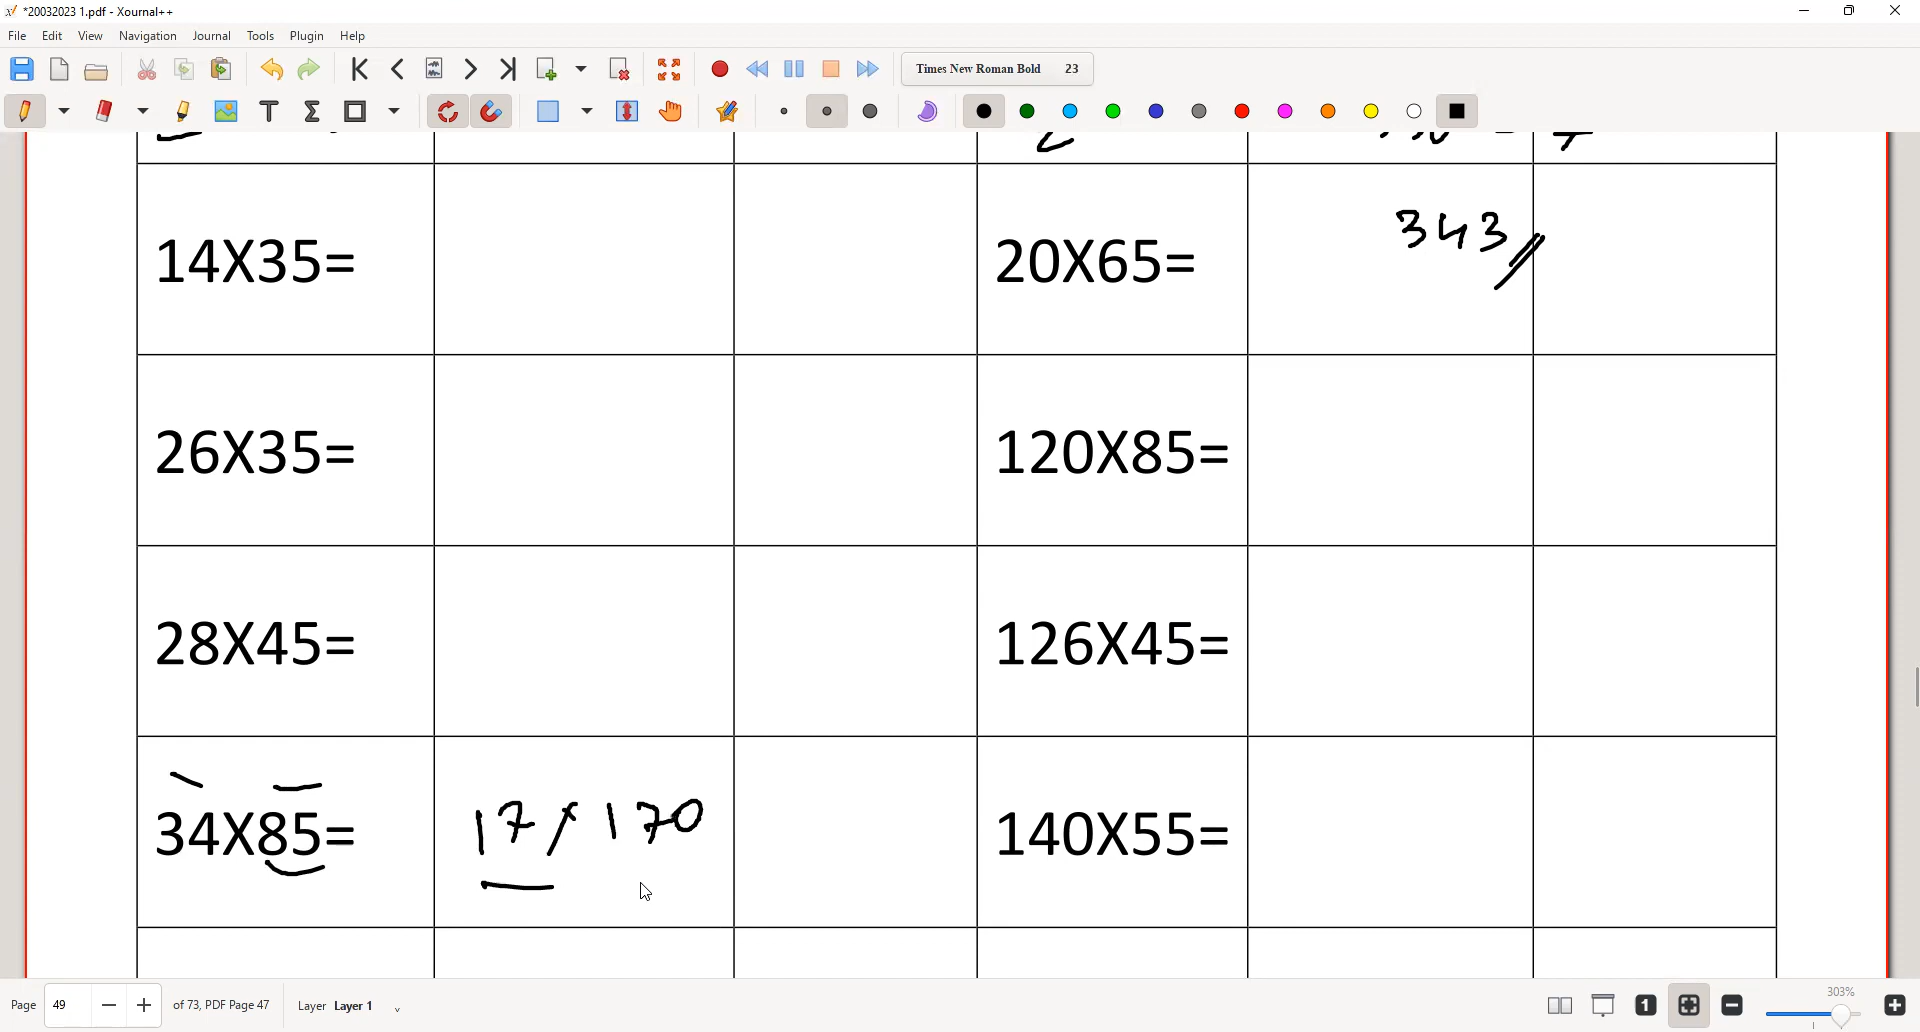 *20032023 1.pdf - Xournal++
File Edit View Navigation Journal Tools Plugin Help
Times New Roman Bold 23
343
14X35= 20X65=
26X35= 120X85=
28X45= 126X45=
34X85= 17 × 170 140X55=
Page 49 of 73, PDF Page 47 Layer Layer 1 303%